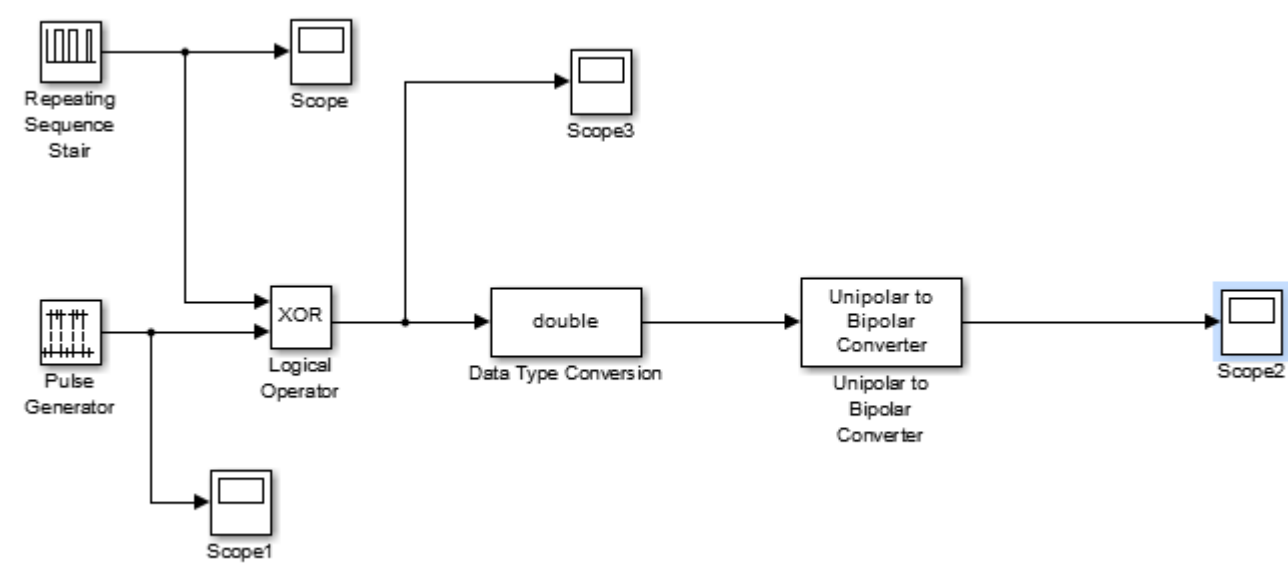 Repeating
Sequence
Stair
Scope
Scope3
Pulse
Generator
XOR
Logical
Operator
double
Data Type Conversion
Unipolar to
Bipolar
Converter
Unipolar to
Bipolar
Converter
Scope2
Scope1